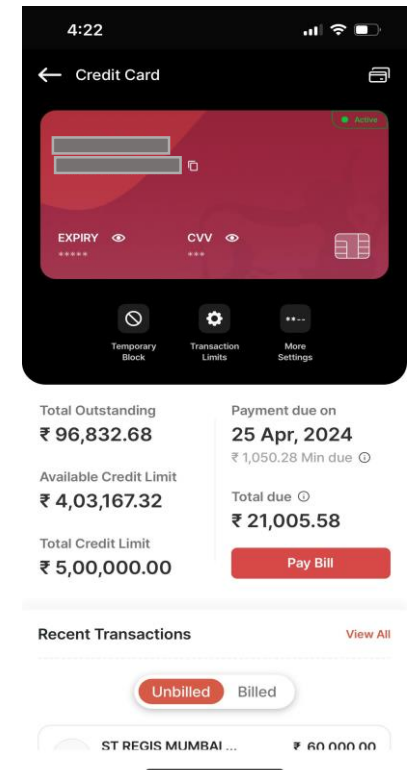 4:22
Credit Card
Active
EXPIRY
*****
CVV
***
Temporary
Block
Transaction
Limits
More
Settings
Total Outstanding
₹ 96,832.68
Payment due on
25 Apr, 2024
₹ 1,050.28 Min due
Available Credit Limit
₹ 4,03,167.32
Total due
₹ 21,005.58
Total Credit Limit
₹ 5,00,000.00
Pay Bill
Recent Transactions
View All
Unbilled
Billed
ST REGIS MUMBAI ...
₹ 60,000.00